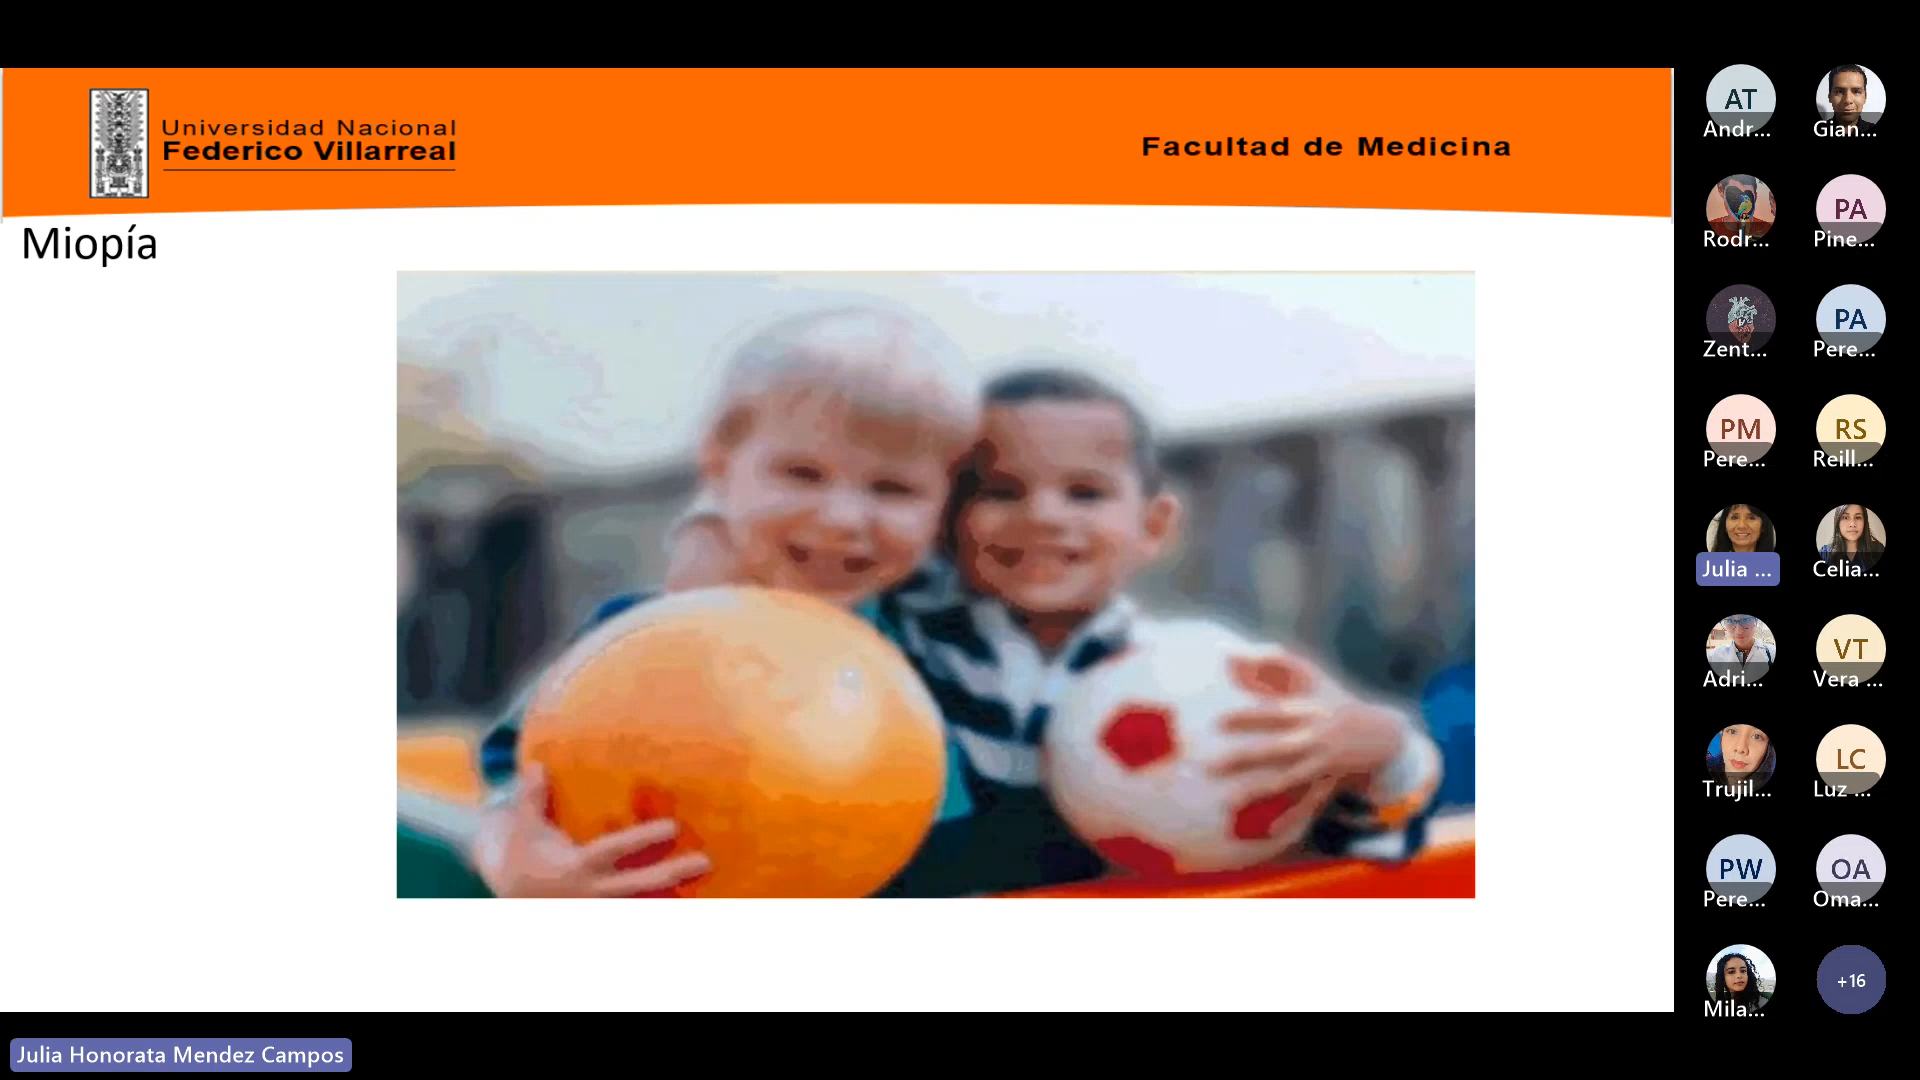 Universidad Nacional
Federico Villarreal
Facultad de Medicina
Miopía
AT
Andr...
Gian...
Rodr...
PA
Pine...
Zent...
PA
Pere...
PM
Pere...
RS
Reill...
Julia ...
Celia...
Adri...
VT
Vera ...
Trujil...
LC
Luz ...
PW
Pere...
OA
Oma...
Mila...
+16
Julia Honorata Mendez Campos